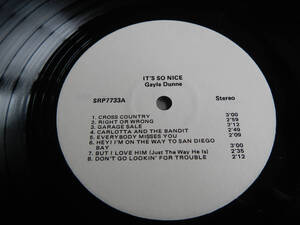 IT'S SO NICE
Gayle Dunne
SRP7733A Stereo
1. CROSS COUNTRY 3'00
2. RIGHT OR WRONG 2'59
3. GARAGE SALE 2'12
4. CARLOTTA AND THE BANDIT 2'49
5. EVERYBODY MISSES YOU 2'09
6. HEY! I'M ON THE WAY TO SAN DIEGO
BAY 3'00
7. BUT I LOVE HIM (Just The Way He Is) 2'35
8. DON'T GO LOOKIN' FOR TROUBLE 2'12